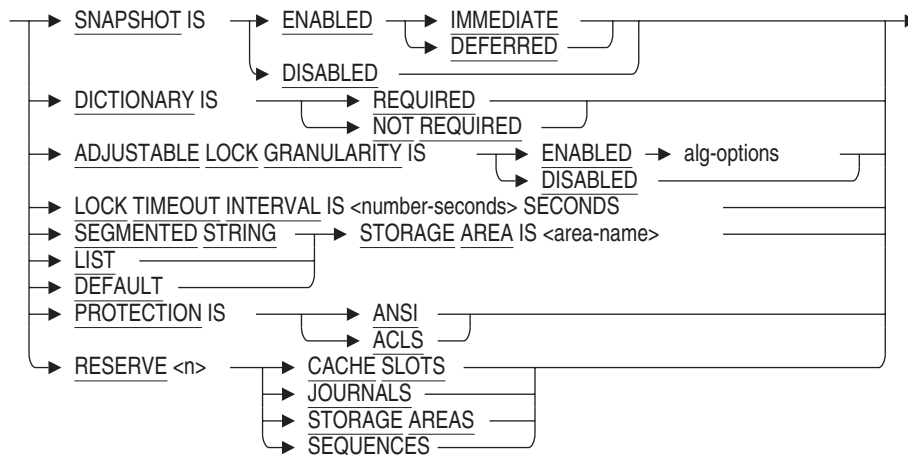 SNAPSHOT IS ENABLED IMMEDIATE
DEFERRED
DISABLED
DICTIONARY IS REQUIRED
NOT REQUIRED
ADJUSTABLE LOCK GRANULARITY IS ENABLED alg-options
DISABLED
LOCK TIMEOUT INTERVAL IS <number-seconds> SECONDS
SEGMENTED STRING STORAGE AREA IS <area-name>
LIST
DEFAULT
PROTECTION IS ANSI
ACLS
RESERVE <n> CACHE SLOTS
JOURNALS
STORAGE AREAS
SEQUENCES